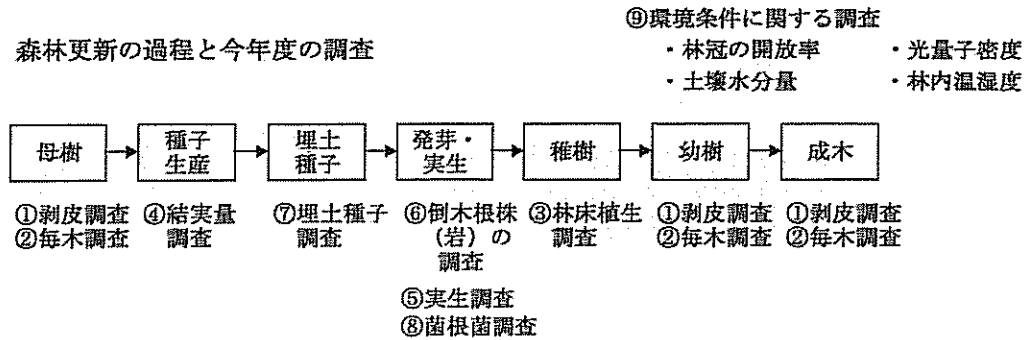 ⑨環境条件に関する調査
・林冠の開放率 ・光量子密度
・土壌水分量 ・林内温湿度
森林更新の過程と今年度の調査
母樹
種子
生産
埋土
種子
発芽・
実生
稚樹
幼樹
成木
①剥皮調査
②毎木調査
④結実量
調査
⑦埋土種子
調査
⑥倒木根株
（岩）の
調査
⑤実生調査
⑧菌根菌調査
③林床植生
調査
①剥皮調査
②毎木調査
①剥皮調査
②毎木調査